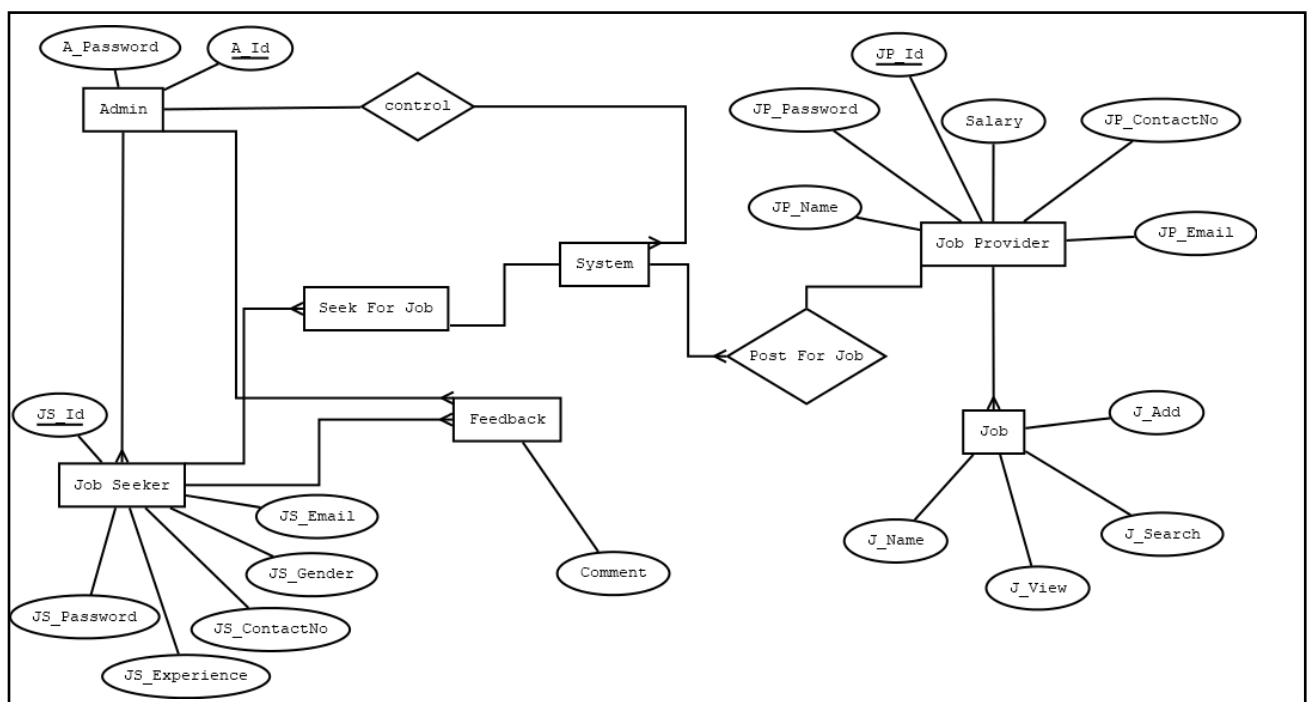 A_Password
A_Id
JP_Id
Admin
control
JP_Password
Salary
JP_ContactNo
JP_Name
JP_Email
Job Provider
System
Seek For Job
Post For Job
JS_Id
Feedback
J_Add
Job
Job Seeker
JS_Email
J_Name
J_Search
JS_Gender
Comment
J_View
JS_Password
JS_ContactNo
JS_Experience